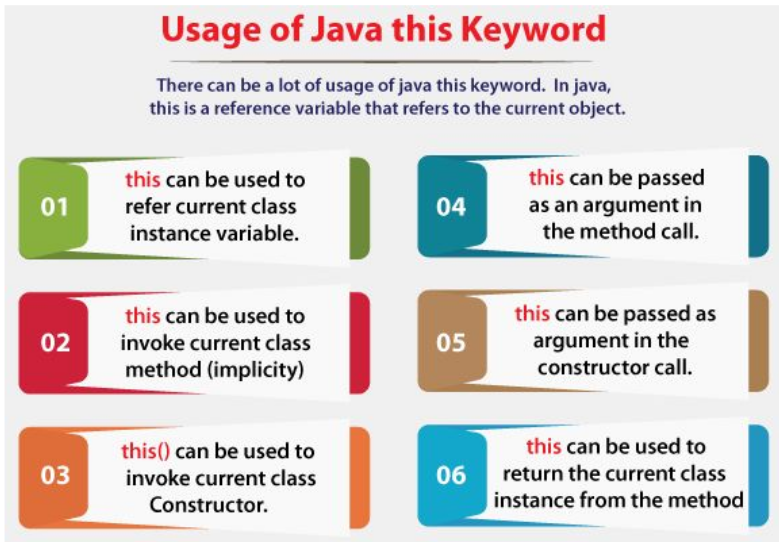 Usage of Java this Keyword
There can be a lot of usage of java this keyword. In java,
this is a reference variable that refers to the current object.
01
this can be used to
refer current class
instance variable.
02
this can be used to
invoke current class
method (implicity)
03
this() can be used to
invoke current class
Constructor.
04
this can be passed
as an argument in
the method call.
05
this can be passed as
argument in the
constructor call.
06
this can be used to
return the current class
instance from the method